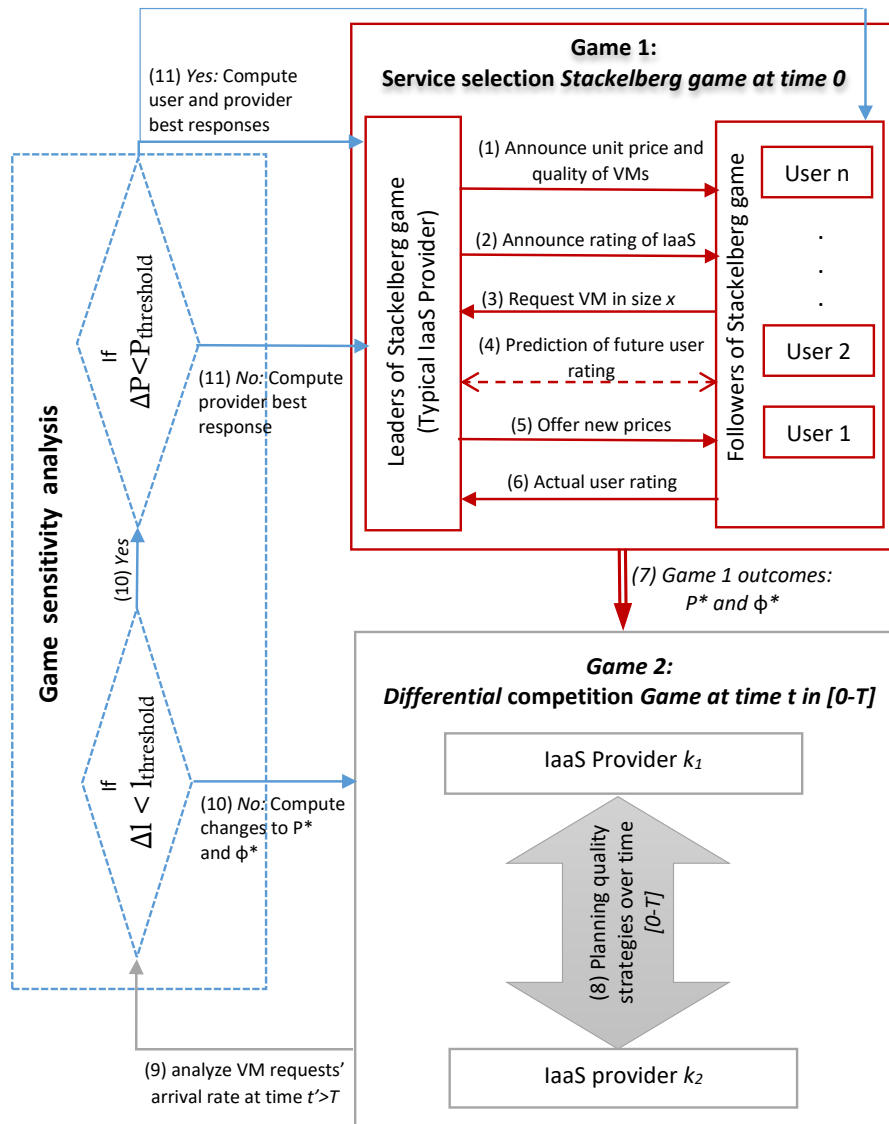 Game 1:
Service selection Stackelberg game at time 0
(11) Yes: Compute
user and provider
best responses
Leaders of Stackelberg game
(Typical IaaS Provider)
(1) Announce unit price and
quality of VMs
(2) Announce rating of IaaS
(3) Request VM in size x
(4) Prediction of future user
rating
(5) Offer new prices
(6) Actual user rating
Followers of Stackelberg game
User n
.
.
.
User 2
User 1
If
ΔP<P_threshold
(11) No: Compute
provider best
response
Game sensitivity analysis
(10) Yes
If
Δl < l_threshold
(10) No: Compute
changes to P*
and ϕ*
(7) Game 1 outcomes:
P* and ϕ*
Game 2:
Differential competition Game at time t in [0-T]
IaaS Provider k₁
(8) Planning quality
strategies over time
[0-T]
IaaS provider k₂
(9) analyze VM requests’
arrival rate at time t’>T